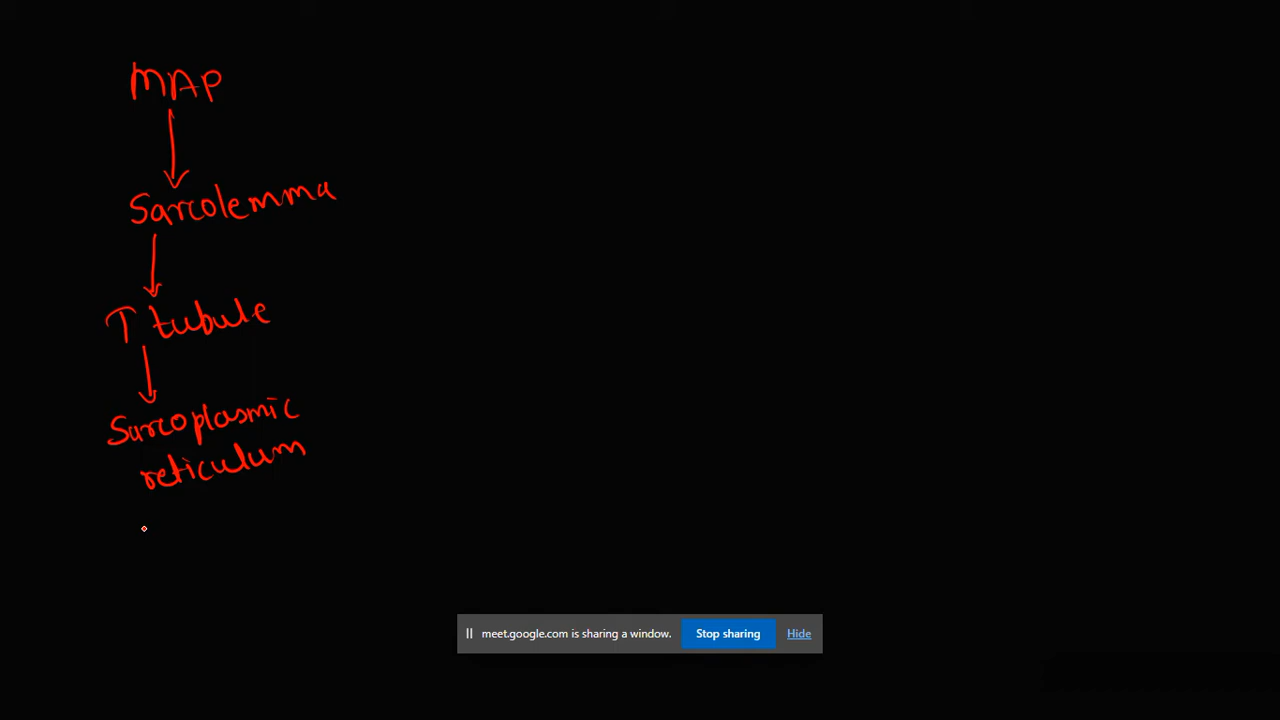 MAP
Sarcolemma
T tubule
Sarcoplasmic
reticulum
meet.google.com is sharing a window. Stop sharing Hide